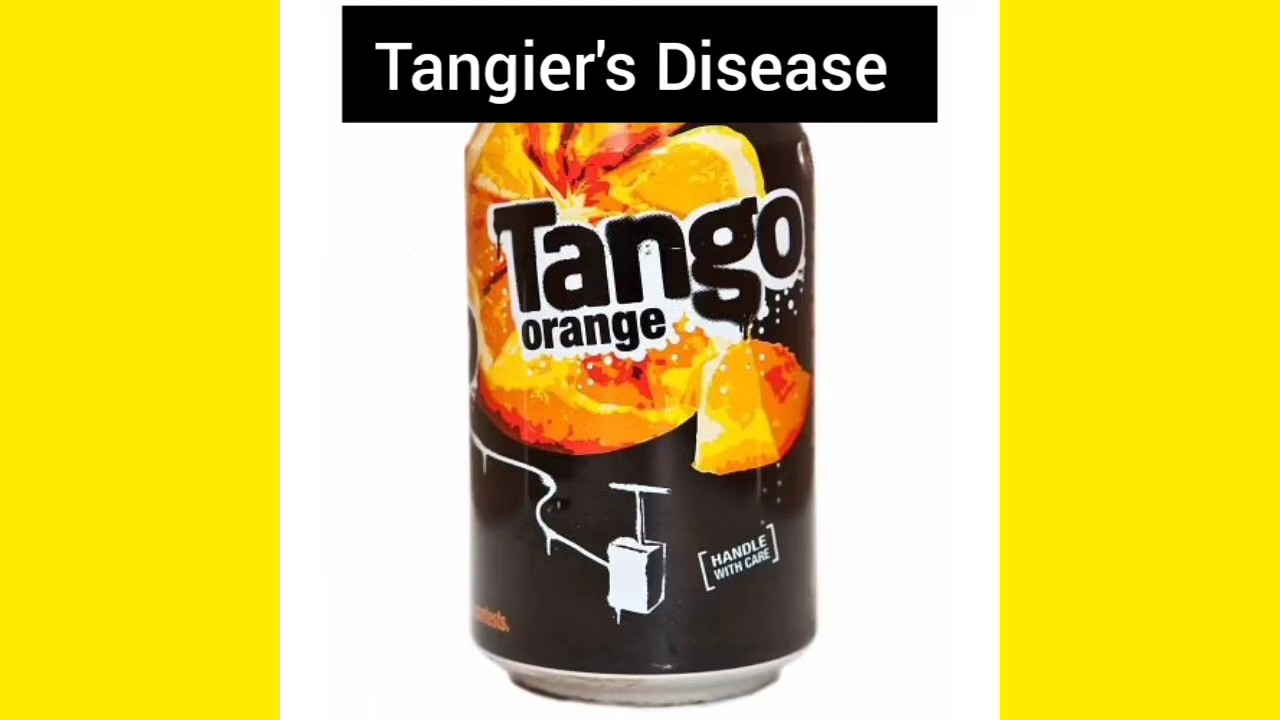 Tangier's Disease
Tango
orange
HANDLE
WITH CARE